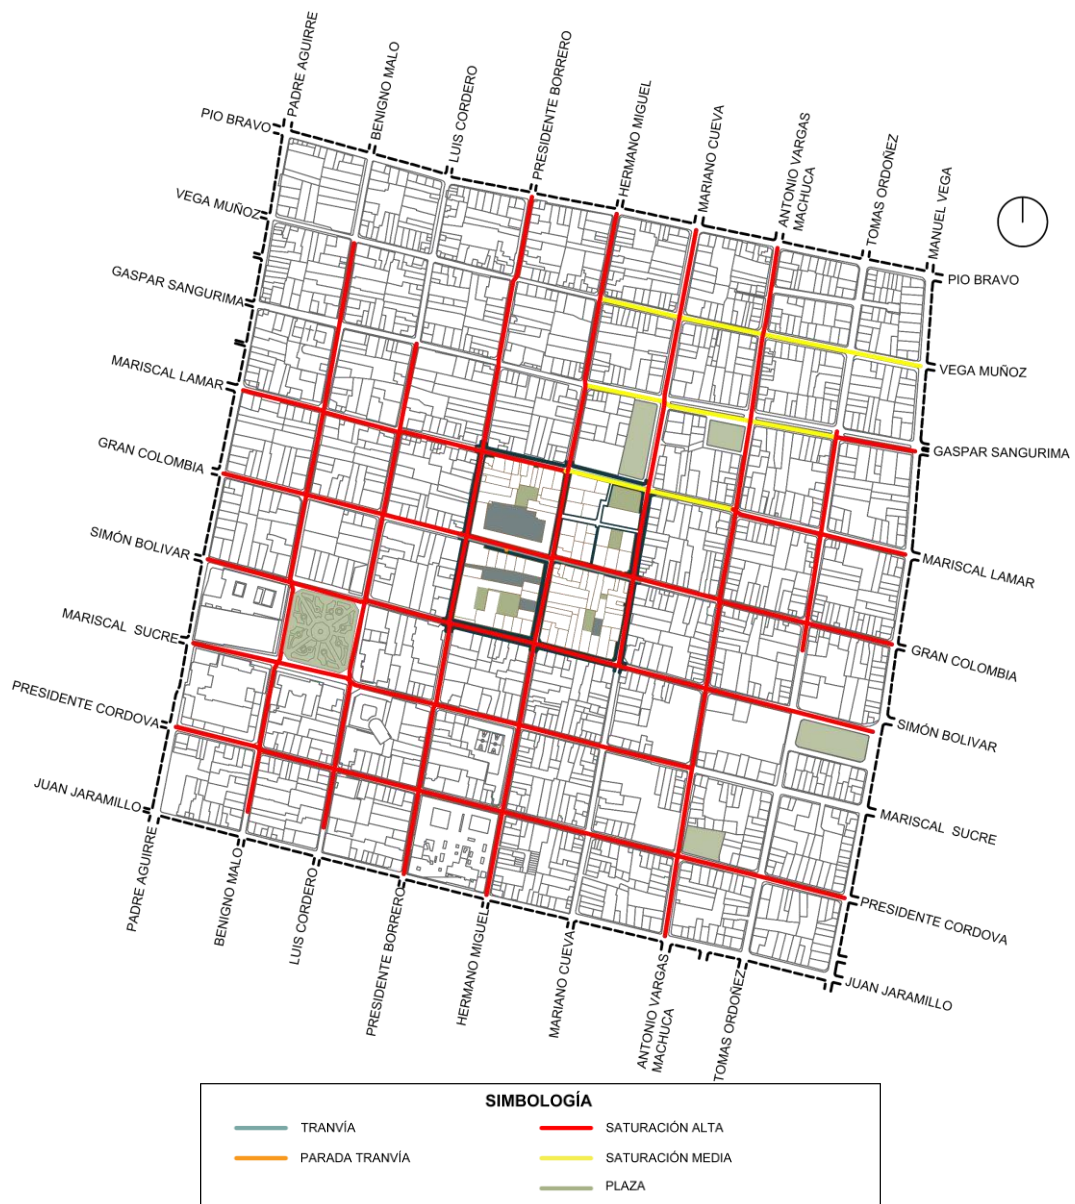 PADRE AGUIRRE
BENIGNO MALO
LUIS CORDERO
PRESIDENTE BORRERO
HERMANO MIGUEL
MARIANO CUEVA
ANTONIO VARGAS
MACHUCA
TOMAS ORDOÑEZ
MANUEL VEGA
PIO BRAVO
VEGA MUÑOZ
GASPAR SANGURIMA
MARISCAL LAMAR
GRAN COLOMBIA
SIMÓN BOLIVAR
MARISCAL SUCRE
PRESIDENTE CORDOVA
JUAN JARAMILLO
PIO BRAVO
VEGA MUÑOZ
GASPAR SANGURIMA
MARISCAL LAMAR
GRAN COLOMBIA
SIMÓN BOLIVAR
MARISCAL SUCRE
PRESIDENTE CORDOVA
JUAN JARAMILLO
PADRE AGUIRRE
BENIGNO MALO
LUIS CORDERO
PRESIDENTE BORRERO
HERMANO MIGUEL
MARIANO CUEVA
ANTONIO VARGAS
MACHUCA
TOMAS ORDOÑEZ
SIMBOLOGÍA
TRANVÍA
PARADA TRANVÍA
SATURACIÓN ALTA
SATURACIÓN MEDIA
PLAZA